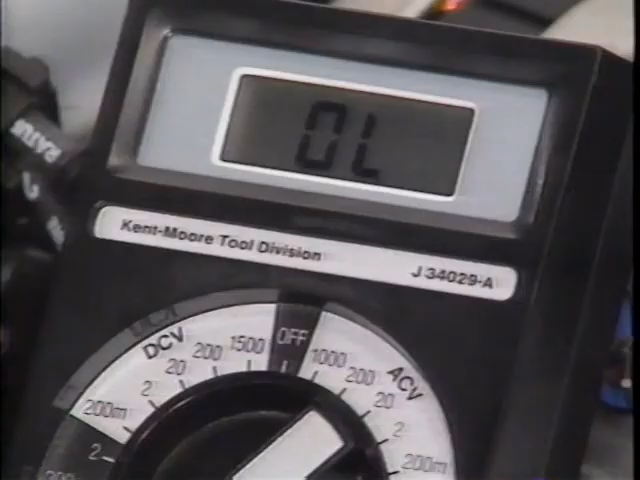 OL
Kent-Moore Tool Division
J 34029-A
DCV
OFF
ACV
200m
2
20
200
1500
1000
200
20
2
200m
2